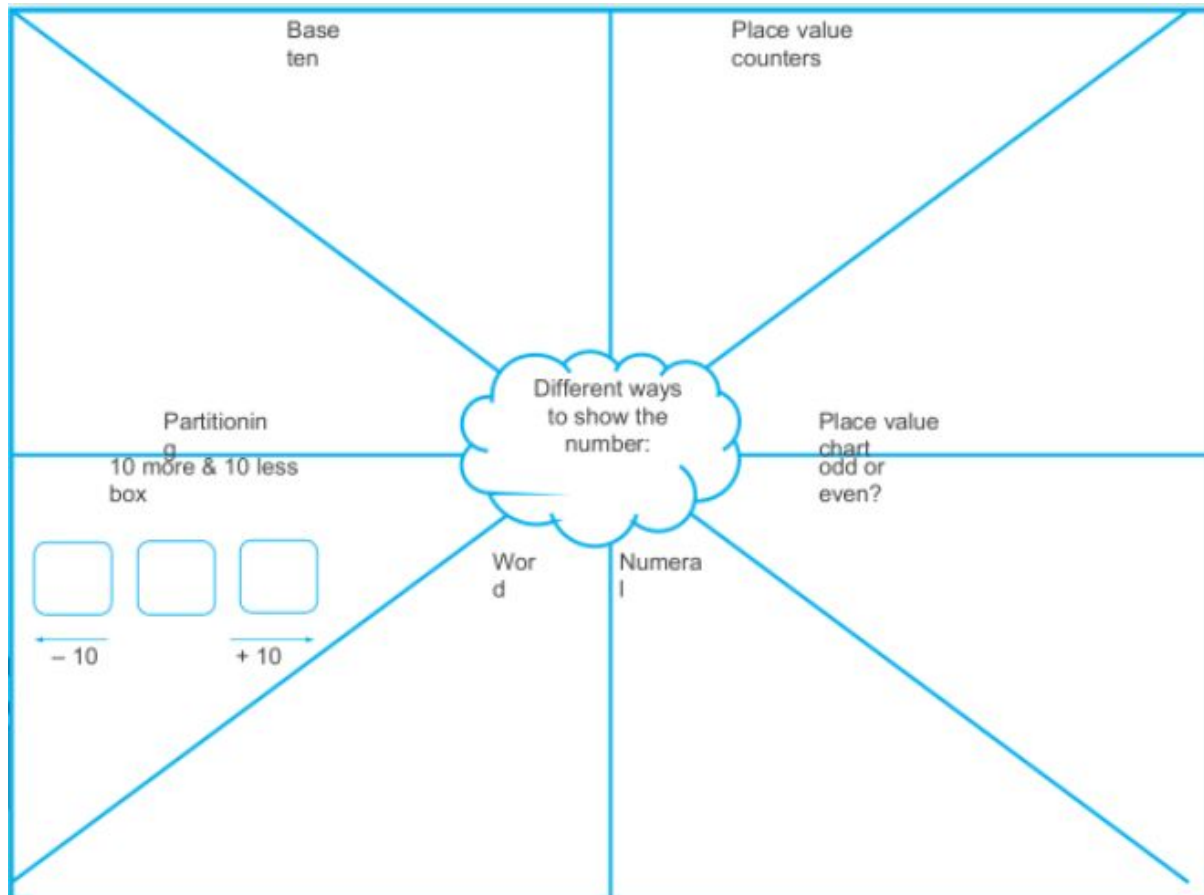 Base
ten
Place value
counters
Different ways
to show the
number:
Partitionin
g
Place value
chart
10 more & 10 less
box
odd or
even?
Wor
d
Numera
l
– 10
+ 10